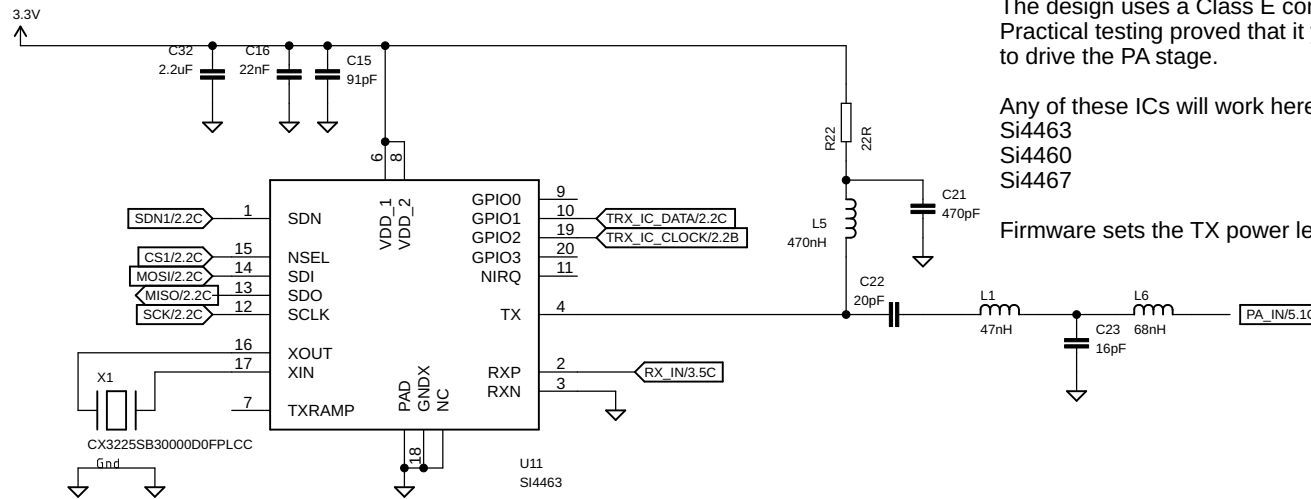 3.3V
C32
2.2uF
C16
22nF
C15
91pF
The design uses a Class E
Practical testing proved that it
to drive the PA stage.
Any of these ICs will work here
Si4463
Si4460
Si4467
Firmware sets the TX power
R22
22R
C21
470pF
L5
470nH
6
8
VDD_1
VDD_2
SDN1/2.2C
1
SDN
CS1/2.2C
15
NSEL
MOSI/2.2C
14
SDI
MISO/2.2C
13
SDO
SCK/2.2C
12
SCLK
16
XOUT
17
XIN
7
TXRAMP
GPIO0
9
GPIO1
10
TRX_IC_DATA/2.2C
GPIO2
19
TRX_IC_CLOCK/2.2B
GPIO3
20
NIRQ
11
TX
4
RXP
2
RX_IN/3.5C
RXN
3
PAD
GNDX
NC
18
C22
20pF
L1
47nH
C23
16pF
L6
68nH
PA_IN/5.1C
X1
CX3225SB30000D0FPLCC
Gnd
U11
SI4463